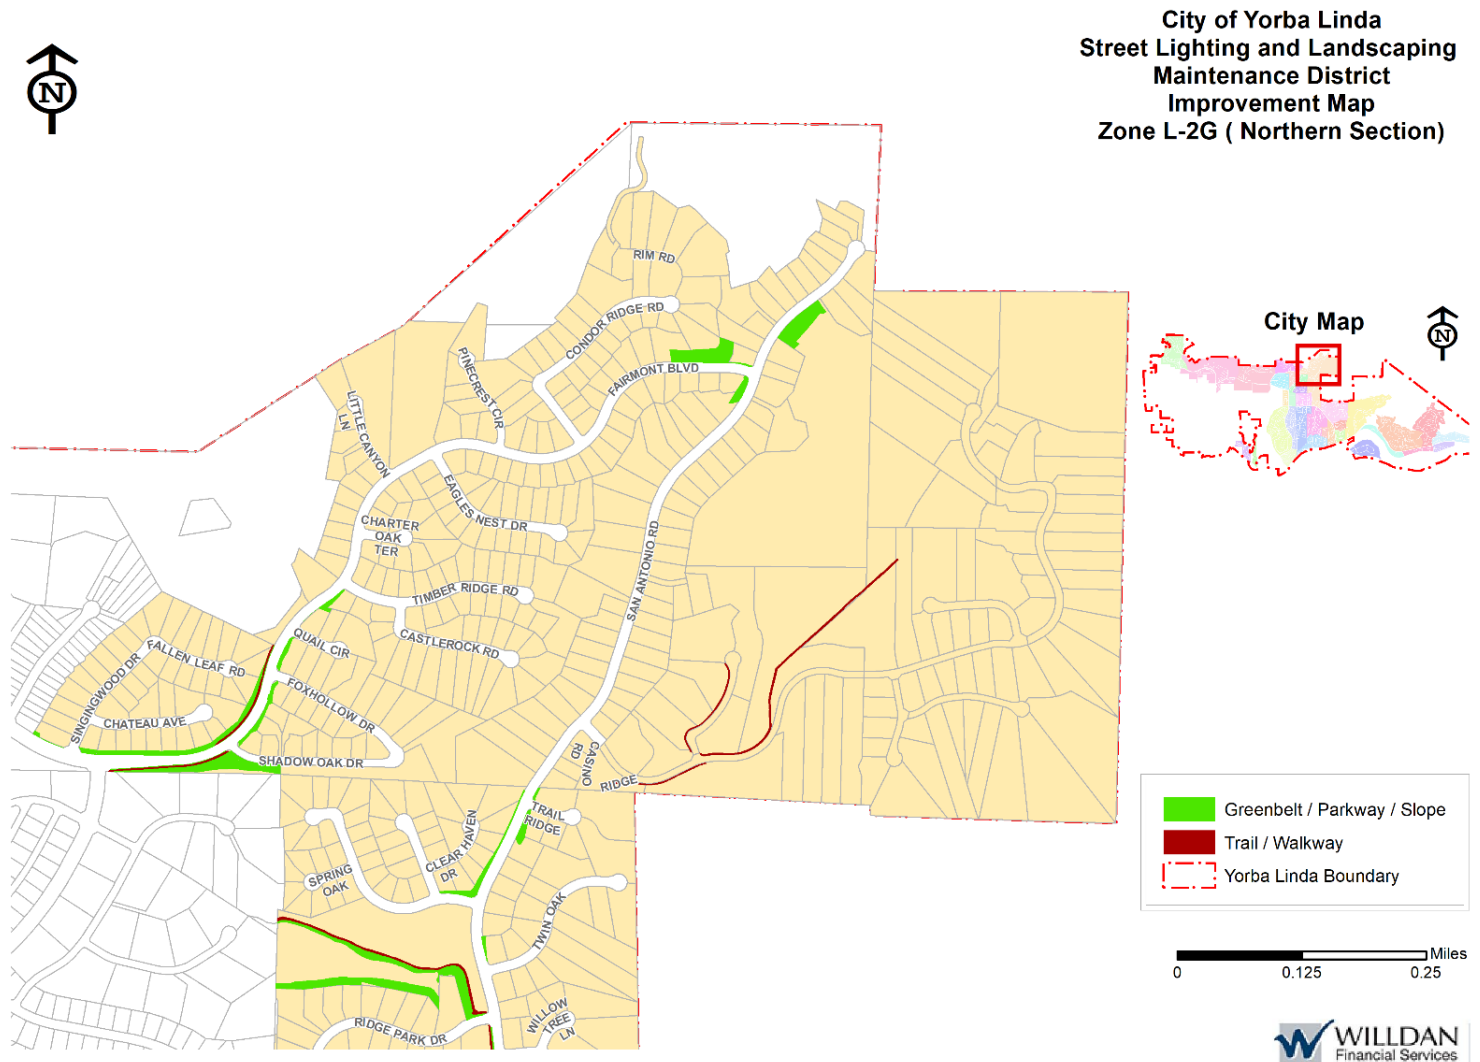 City of Yorba Linda
Street Lighting and Landscaping
Maintenance District
Improvement Map
Zone L-2G ( Northern Section)
N
RIM RD
CONDOR RIDGE RD
PINECREST CIR
FAIRMONT BLVD
LITTLE CANYON
LN
EAGLES NEST DR
CHARTER
OAK
TER
SAN ANTONIO RD
TIMBER RIDGE RD
CASTLEROCK RD
QUAIL CIR
FALLEN LEAF RD
SINGINGWOOD DR
FOXHOLLOW DR
CHATEAU AVE
SHADOW OAK DR
CASINO
RD
RIDGE
TRAIL
RIDGE
CLEAR HAVEN
DR
SPRING
OAK
TWIN OAK
WILLOW
TREE
LN
RIDGE PARK DR
City Map
N
Greenbelt / Parkway / Slope
Trail / Walkway
Yorba Linda Boundary
Miles
0 0.125 0.25
WILLDAN
Financial Services